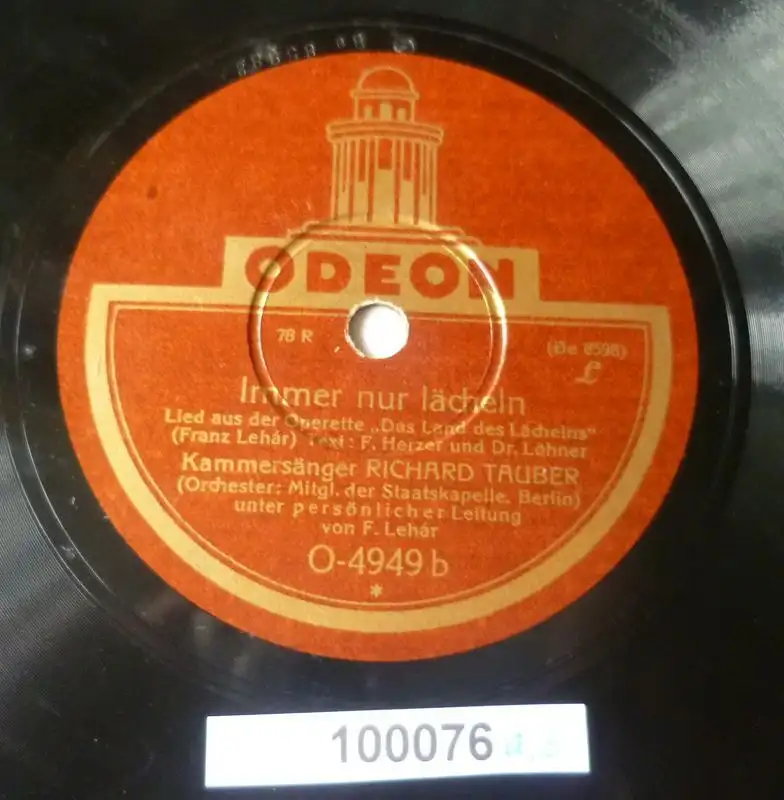 ODEON
78 R
(Be 8598)
L
Immer nur lächeln
Lied aus der Operette „Das Land des Lächelns“
(Franz Lehár) Text: F. Herzer und Dr. Löhner
Kammersänger RICHARD TAUBER
(Orchester: Mitgl. der Staatskapelle, Berlin)
unter persönlicher Leitung
von F. Lehár
O-4949 b
*
100076